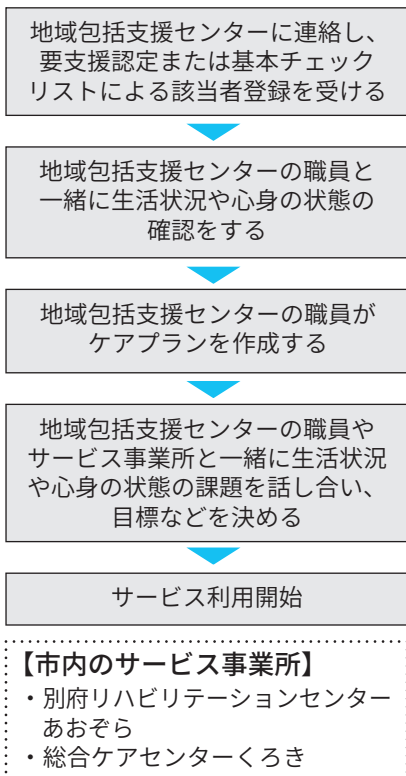 地域包括支援センターに連絡し、
要支援認定または基本チェック
リストによる該当者登録を受ける
地域包括支援センターの職員と
一緒に生活状況や心身の状態の
確認をする
地域包括支援センターの職員が
ケアプランを作成する
地域包括支援センターの職員や
サービス事業所と一緒に生活状況
や心身の状態の課題を話し合い、
目標などを決める
サービス利用開始
【市内のサービス事業所】
・別府リハビリテーションセンター
あおぞら
・総合ケアセンターくろき